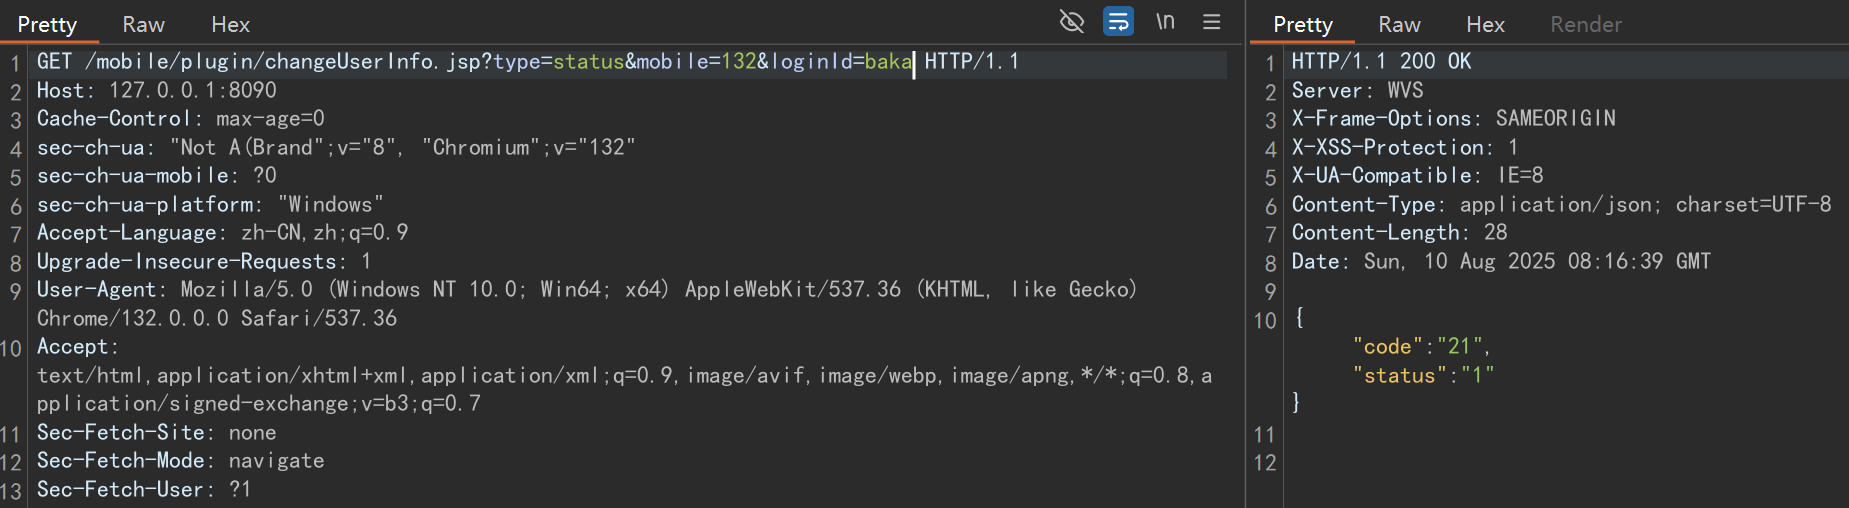 Pretty Raw Hex \n
1 GET /mobile/plugin/changeUserInfo.jsp?type=status&mobile=132&loginId=baka HTTP/1.1
2 Host: 127.0.0.1:8090
3 Cache-Control: max-age=0
4 sec-ch-ua: "Not A(Brand";v="8", "Chromium";v="132"
5 sec-ch-ua-mobile: ?0
6 sec-ch-ua-platform: "Windows"
7 Accept-Language: zh-CN,zh;q=0.9
8 Upgrade-Insecure-Requests: 1
9 User-Agent: Mozilla/5.0 (Windows NT 10.0; Win64; x64) AppleWebKit/537.36 (KHTML, like Gecko)
Chrome/132.0.0.0 Safari/537.36
10 Accept:
text/html,application/xhtml+xml,application/xml;q=0.9,image/avif,image/webp,image/apng,*/*;q=0.8,a
pplication/signed-exchange;v=b3;q=0.7
11 Sec-Fetch-Site: none
12 Sec-Fetch-Mode: navigate
13 Sec-Fetch-User: ?1
Pretty Raw Hex Render
1 HTTP/1.1 200 OK
2 Server: WVS
3 X-Frame-Options: SAMEORIGIN
4 X-XSS-Protection: 1
5 X-UA-Compatible: IE=8
6 Content-Type: application/json; charset=UTF-8
7 Content-Length: 28
8 Date: Sun, 10 Aug 2025 08:16:39 GMT
9
10 {
"code":"21",
"status":"1"
}
11
12